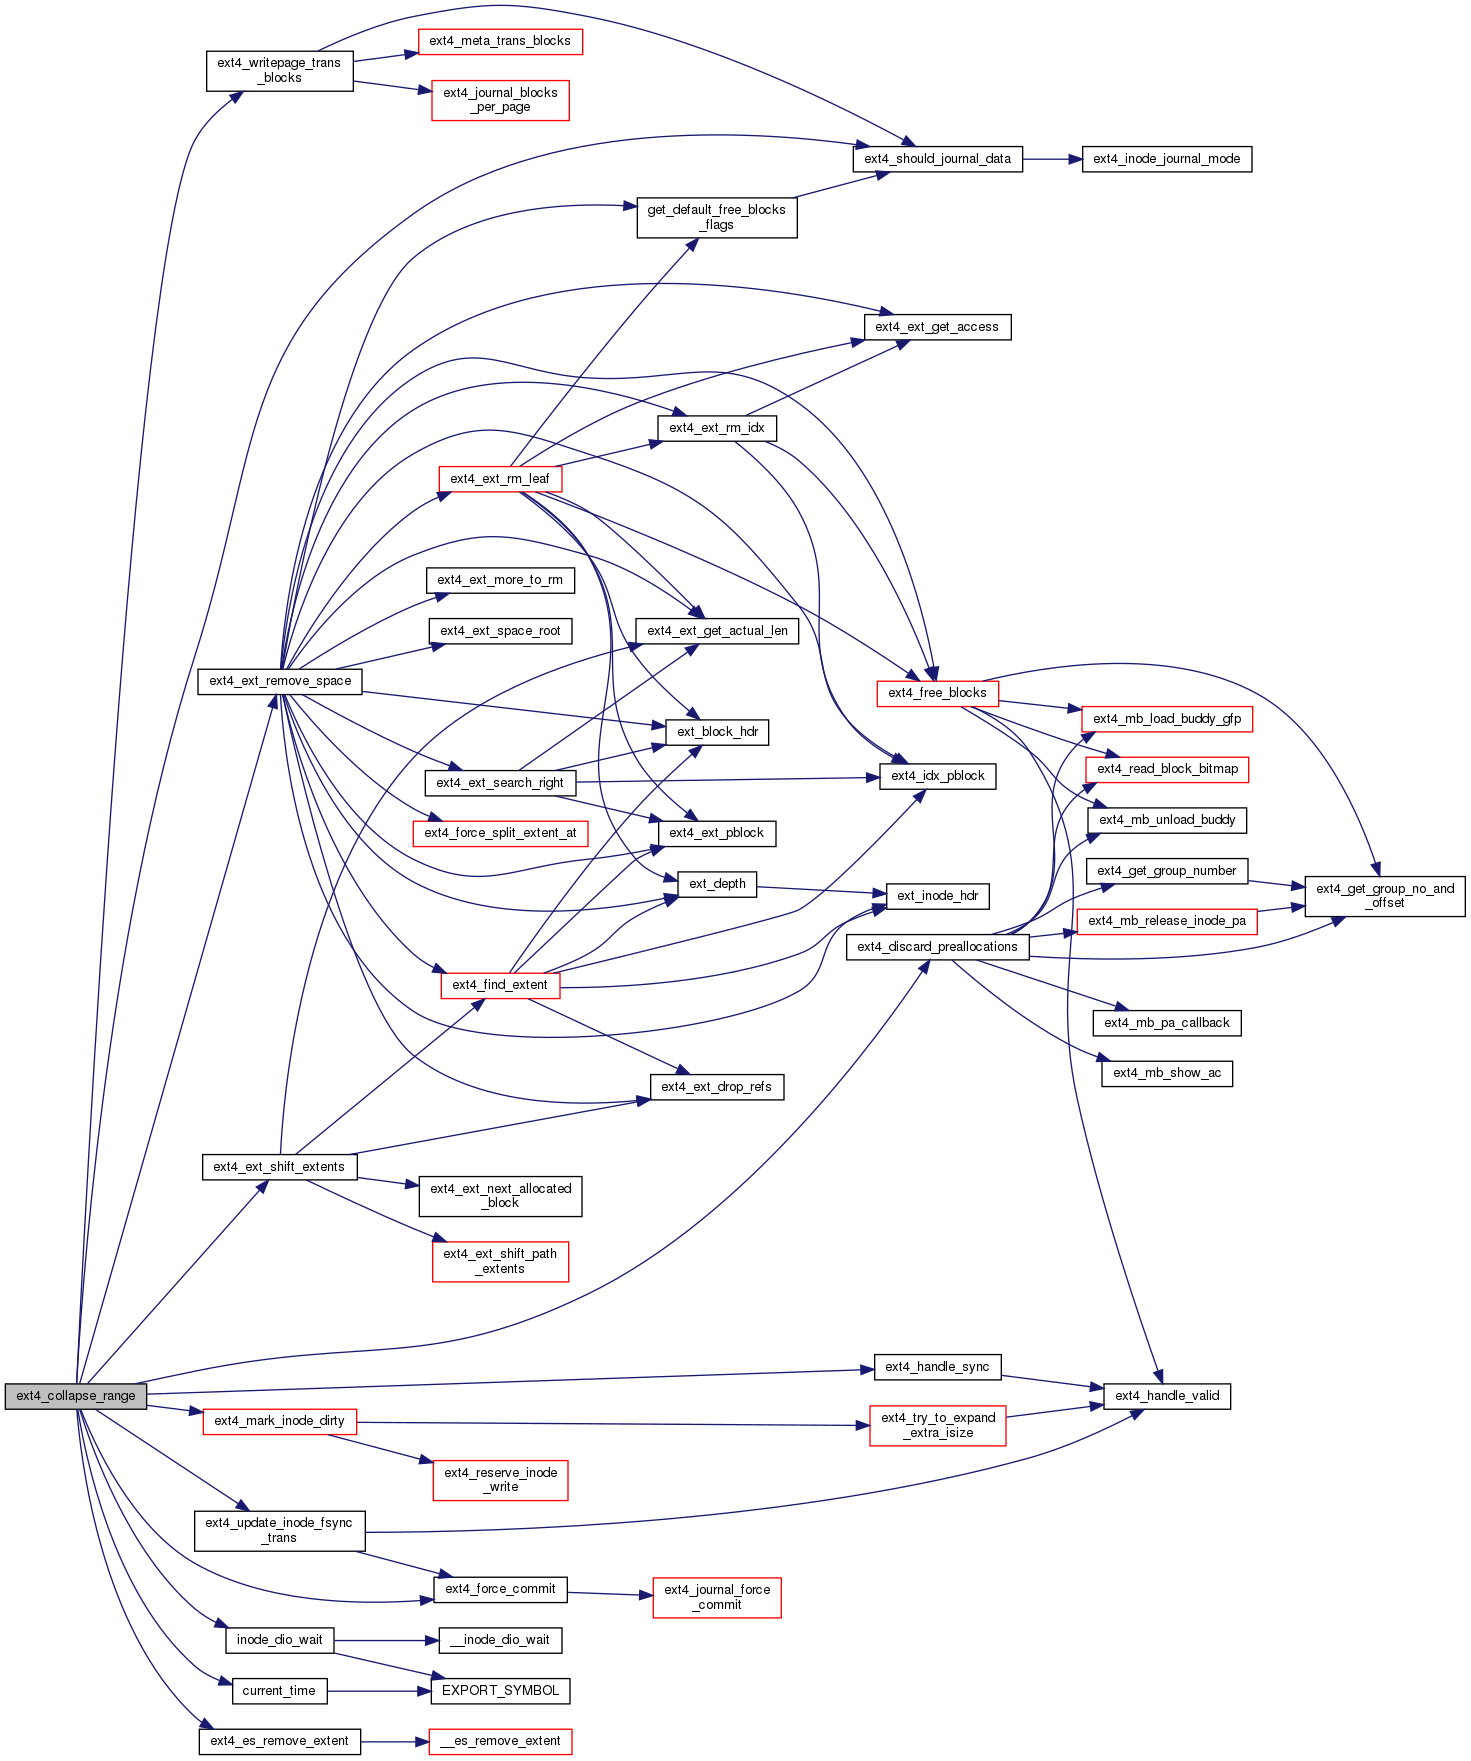 ext4_writepage_trans
_blocks
ext4_meta_trans_blocks
ext4_journal_blocks
_per_page
ext4_should_journal_data
ext4_inode_journal_mode
get_default_free_blocks
_flags
ext4_ext_get_access
ext4_ext_rm_idx
ext4_ext_rm_leaf
ext4_ext_more_to_rm
ext4_ext_space_root
ext4_ext_get_actual_len
ext4_ext_remove_space
ext4_free_blocks
ext4_mb_load_buddy_gfp
ext_block_hdr
ext4_read_block_bitmap
ext4_ext_search_right
ext4_idx_pblock
ext4_mb_unload_buddy
ext4_force_split_extent_at
ext4_ext_pblock
ext4_get_group_number
ext_depth
ext_inode_hdr
ext4_get_group_no_and
_offset
ext4_mb_release_inode_pa
ext4_discard_preallocations
ext4_find_extent
ext4_mb_pa_callback
ext4_mb_show_ac
ext4_ext_drop_refs
ext4_ext_shift_extents
ext4_ext_next_allocated
_block
ext4_ext_shift_path
_extents
ext4_handle_sync
ext4_collapse_range
ext4_handle_valid
ext4_mark_inode_dirty
ext4_try_to_expand
_extra_isize
ext4_reserve_inode
_write
ext4_update_inode_fsync
_trans
ext4_force_commit
ext4_journal_force
_commit
inode_dio_wait
__inode_dio_wait
current_time
EXPORT_SYMBOL
ext4_es_remove_extent
__es_remove_extent